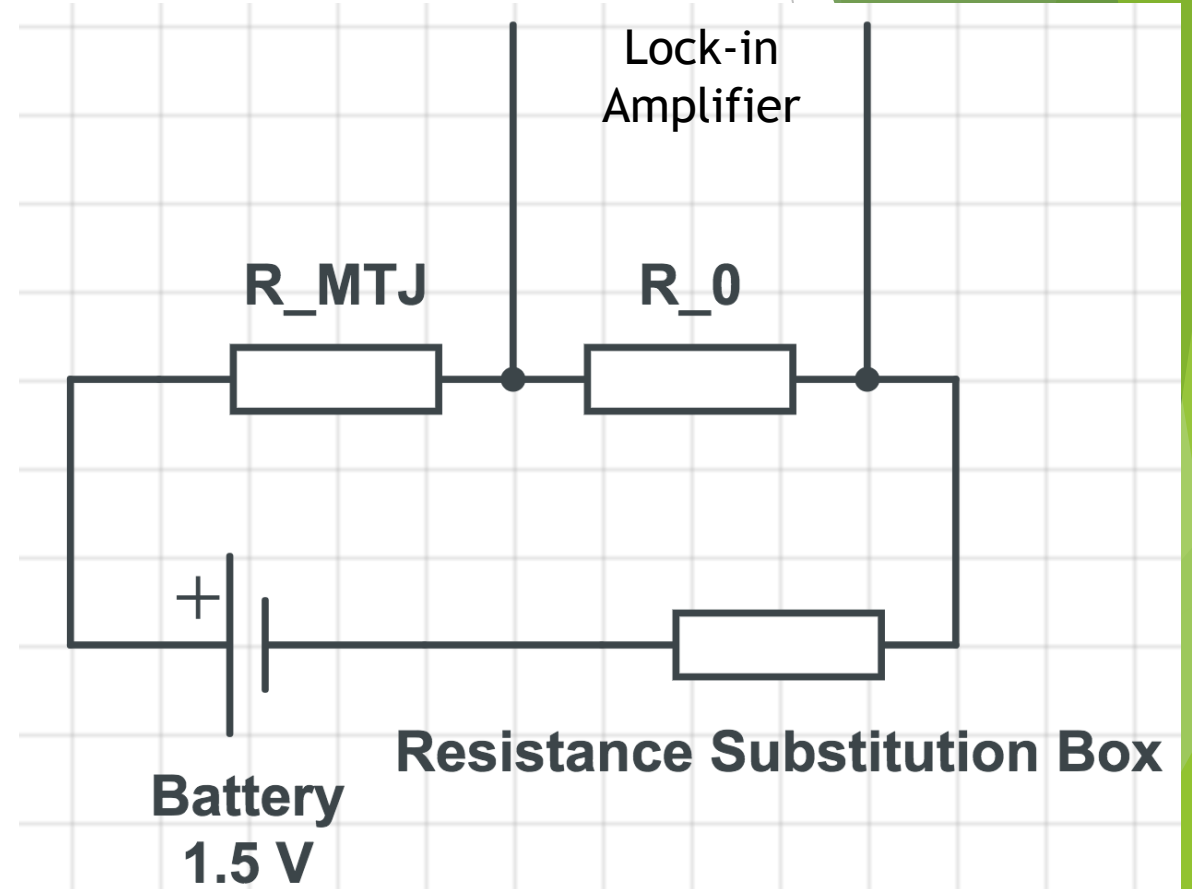 Lock-in
Amplifier
R_MTJ
R_0
+
Resistance Substitution Box
Battery
1.5 V